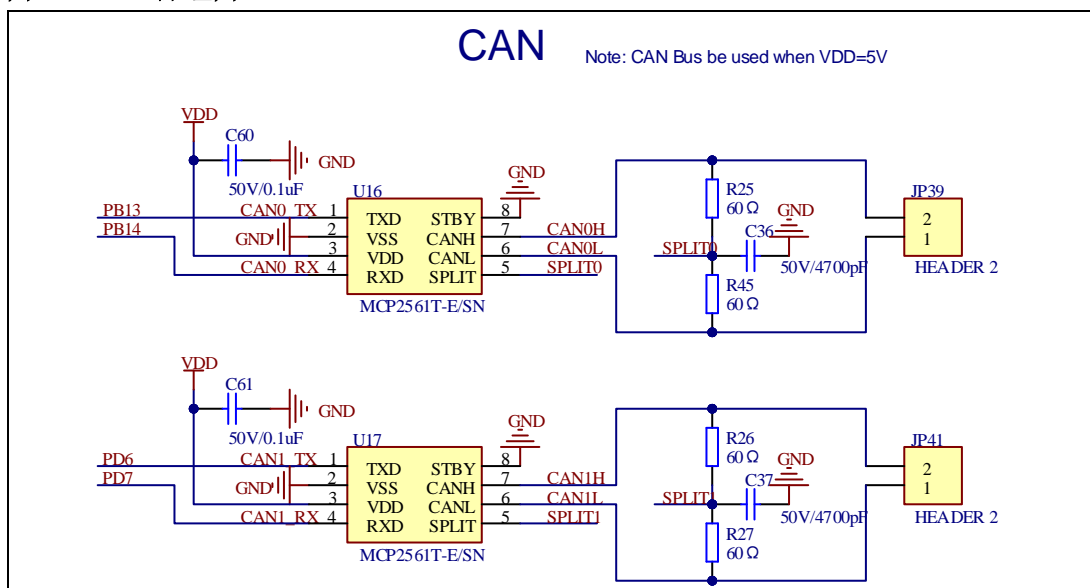 CAN
Note: CAN Bus be used when VDD=5V
VDD
C60
GND
50V/0.1uF
U16
GND
PB13
CAN0_TX
1
TXD
STBY
8
PB14
GND
2
VSS
CANH
7
CAN0H
3
VDD
CANL
6
CAN0L
CAN0_RX
4
RXD
SPLIT
5
SPLIT0
MCP2561T-E/SN
R25
60Ω
SPLIT0
C36
GND
50V/4700pF
R45
60Ω
JP39
2
1
HEADER 2
VDD
C61
GND
50V/0.1uF
U17
GND
PD6
CAN1_TX
1
TXD
STBY
8
PD7
GND
2
VSS
CANH
7
CAN1H
3
VDD
CANL
6
CAN1L
CAN1_RX
4
RXD
SPLIT
5
SPLIT1
MCP2561T-E/SN
R26
60Ω
SPLIT1
C37
GND
50V/4700pF
R27
60Ω
JP41
2
1
HEADER 2